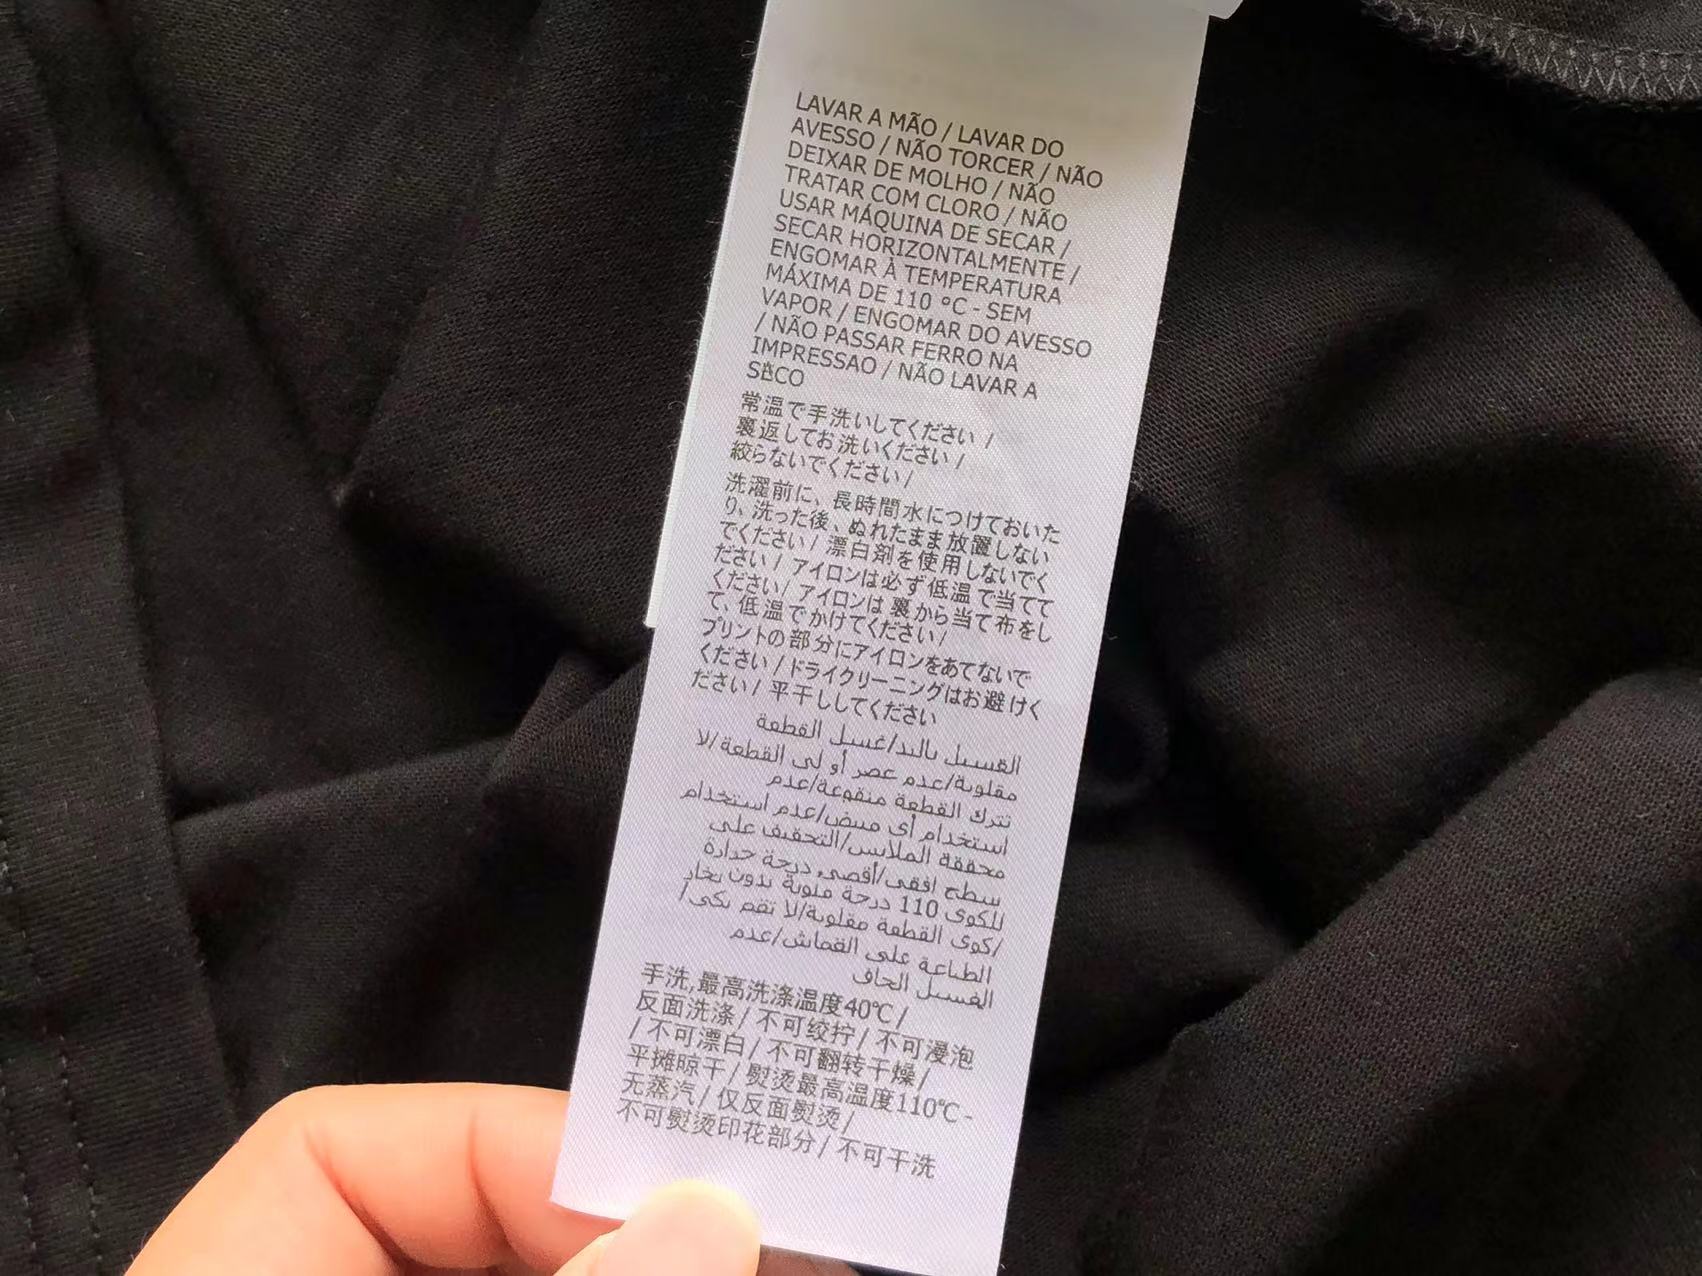 LAVAR A MÃO / LAVAR DO
AVESSO / NÃO TORCER / NÃO
DEIXAR DE MOLHO / NÃO
TRATAR COM CLORO / NÃO
USAR MÁQUINA DE SECAR /
SECAR HORIZONTALMENTE /
ENGOMAR À TEMPERATURA
MÁXIMA DE 110 °C - SEM
VAPOR / ENGOMAR DO AVESSO
/ NÃO PASSAR FERRO NA
IMPRESSAO / NÃO LAVAR A
SECO
常温で手洗いしてください /
裏返してお洗いください /
絞らないでください /
洗濯前に、長時間水につけておいた
り、洗った後、ぬれたまま放置しない
でください / 漂白剤を使用しないでく
ださい / アイロンは必ず低温で当てて
ください/ アイロンは 裏から当て布をし
て、低温でかけてください/
プリントの部分にアイロンをあてないで
ください / ドライクリーニングはお避けく
ださい / 平干ししてください
الغسيل باليد/غسيل القطعة
مقلوبة/عدم عصر أو لي القطعة/لا
تترك القطعة منقوعة/عدم
استخدام أي مبيض/عدم استخدام
مجففة الملابس/التجفيف على
سطح افقي/أقصى درجة حرارة
للكوي 110 درجة مئوية بدون بخار
/كوي القطعة مقلوبة/لا تقم بكي/
الطباعة على القماش/عدم
الغسيل الجاف
手洗,最高洗涤温度40℃ /
反面洗涤 / 不可绞拧 / 不可浸泡
/ 不可漂白 / 不可翻转干燥 /
平摊晾干 / 熨烫最高温度110℃ -
无蒸汽 / 仅反面熨烫 /
不可熨烫印花部分 / 不可干洗